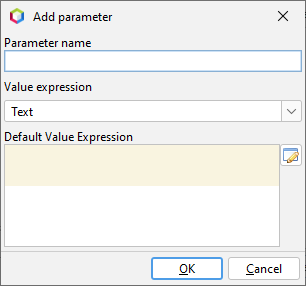 Add parameter
Parameter name
Value expression
Text
Default Value Expression
OK
Cancel